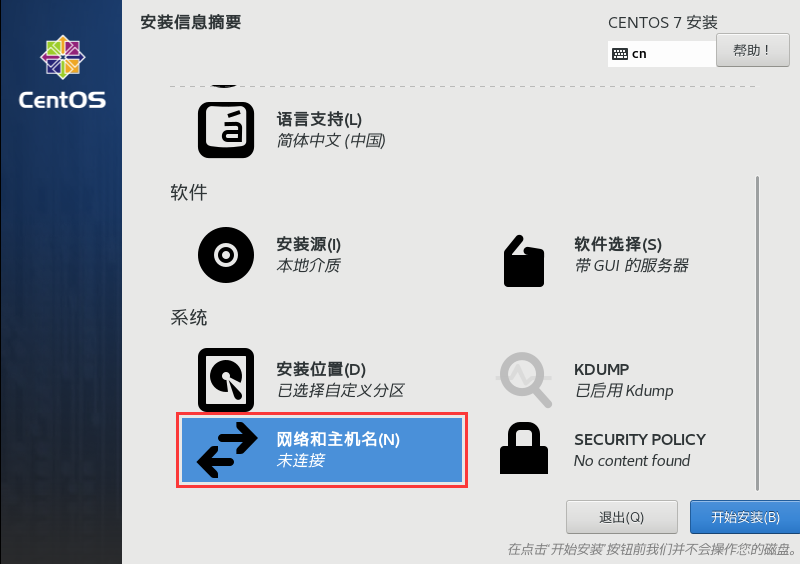 安装信息摘要
CENTOS 7 安装
cn
帮助！
CentOS
á
语言支持(L)
简体中文 (中国)
软件
安装源(I)
本地介质
软件选择(S)
带 GUI 的服务器
系统
安装位置(D)
已选择自定义分区
KDUMP
已启用 Kdump
网络和主机名(N)
未连接
SECURITY POLICY
No content found
退出(Q)
开始安装(B)
在点击“开始安装”按钮前我们并不会操作您的磁盘。